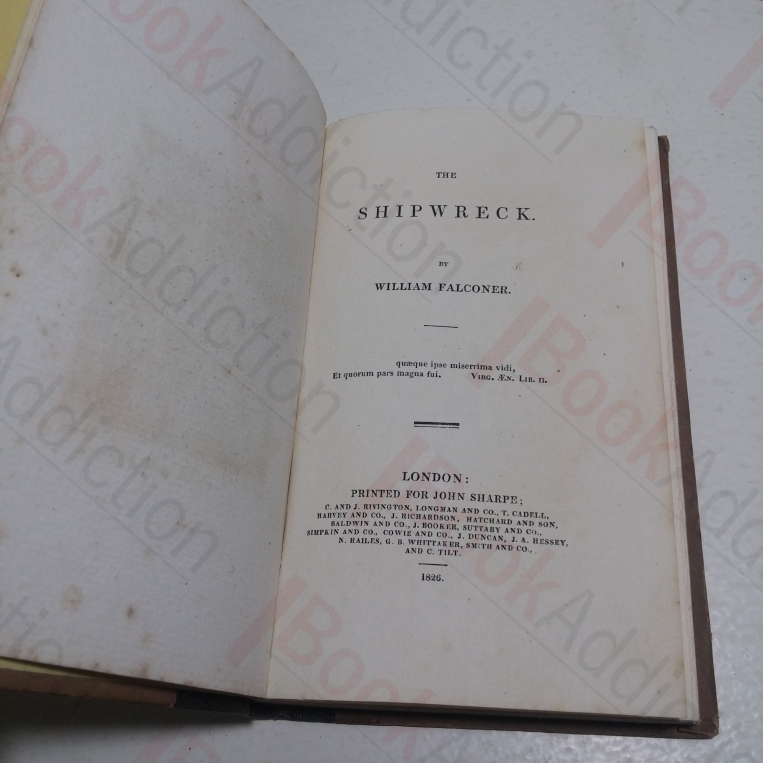 THE
SHIPWRECK.
BY
WILLIAM FALCONER.
quæque ipse miserrima vidi,
Et quorum pars magna fui. VIRG. ÆN. LIB. II.
LONDON:
PRINTED FOR JOHN SHARPE;
C. AND J. RIVINGTON, LONGMAN AND CO., T. CADELL,
HARVEY AND CO., J. RICHARDSON, HATCHARD AND SON,
BALDWIN AND CO., J. BOOKER, SUTTABY AND CO.,
SIMPKIN AND CO., COWIE AND CO., J. DUNCAN, J. A. HESSEY,
N. HAILES, G. B. WHITTAKER, SMITH AND CO.,
AND C. TILT.
1826.
BookAddiction